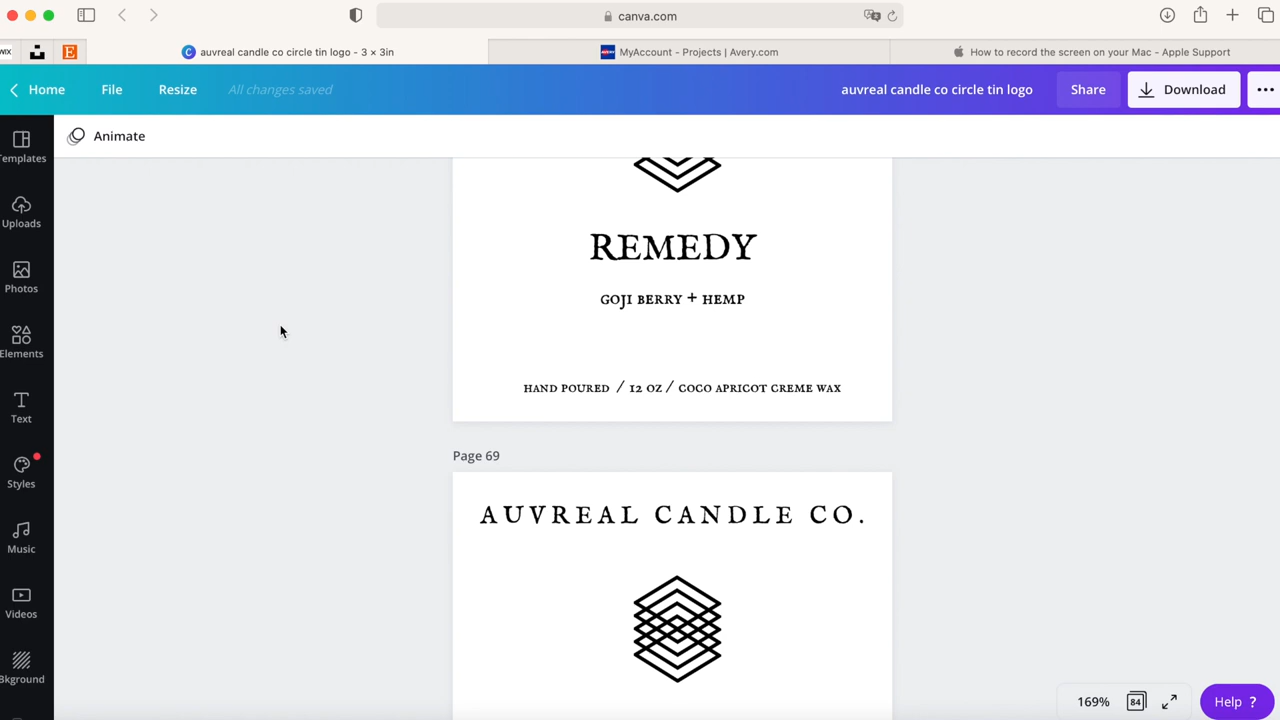 canva.com
WIX
auvreal candle co circle tin logo - 3 × 3in
AVERY
MyAccount - Projects | Avery.com
How to record the screen on your Mac - Apple Support
Home
File
Resize
All changes saved
auvreal candle co circle tin logo
Share
Download
Animate
Templates
Uploads
Photos
Elements
Text
Styles
Music
Videos
Bkground
REMEDY
GOJI BERRY + HEMP
HAND POURED / 12 OZ / COCO APRICOT CREME WAX
Page 69
AUVREAL CANDLE CO.
169%
84
Help ?